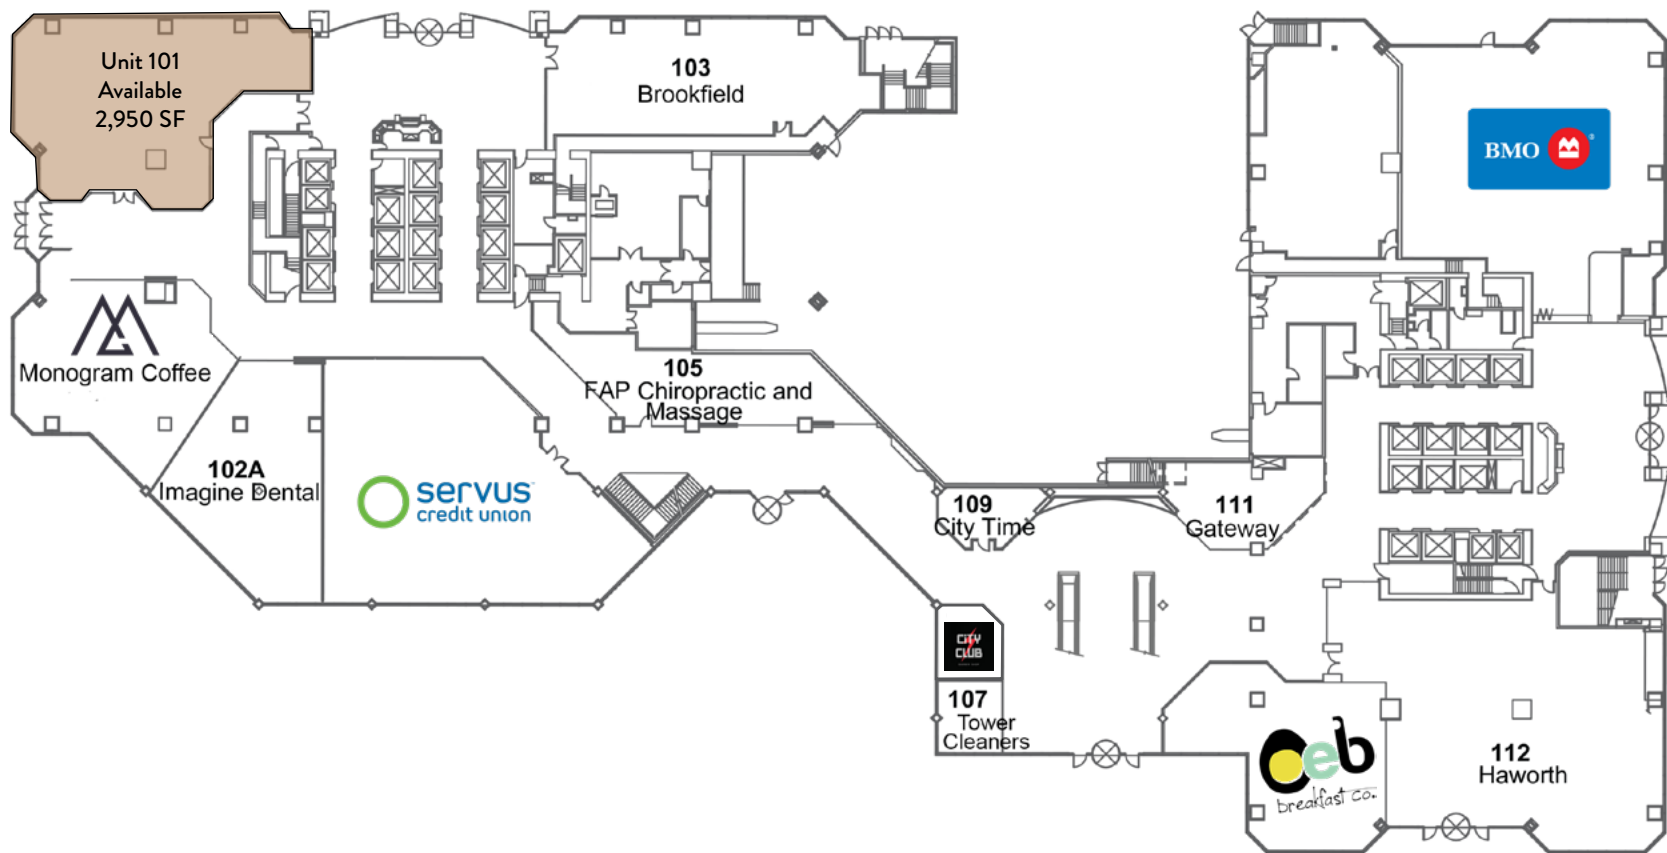 Unit 101
Available
2,950 SF
103
Brookfield
BMO
Monogram Coffee
105
FAP Chiropractic and
Massage
102A
Imagine Dental
servus
credit union
109
City Time
111
Gateway
CITY
CLUB
107
Tower
Cleaners
oeb
breakfast co.
112
Haworth